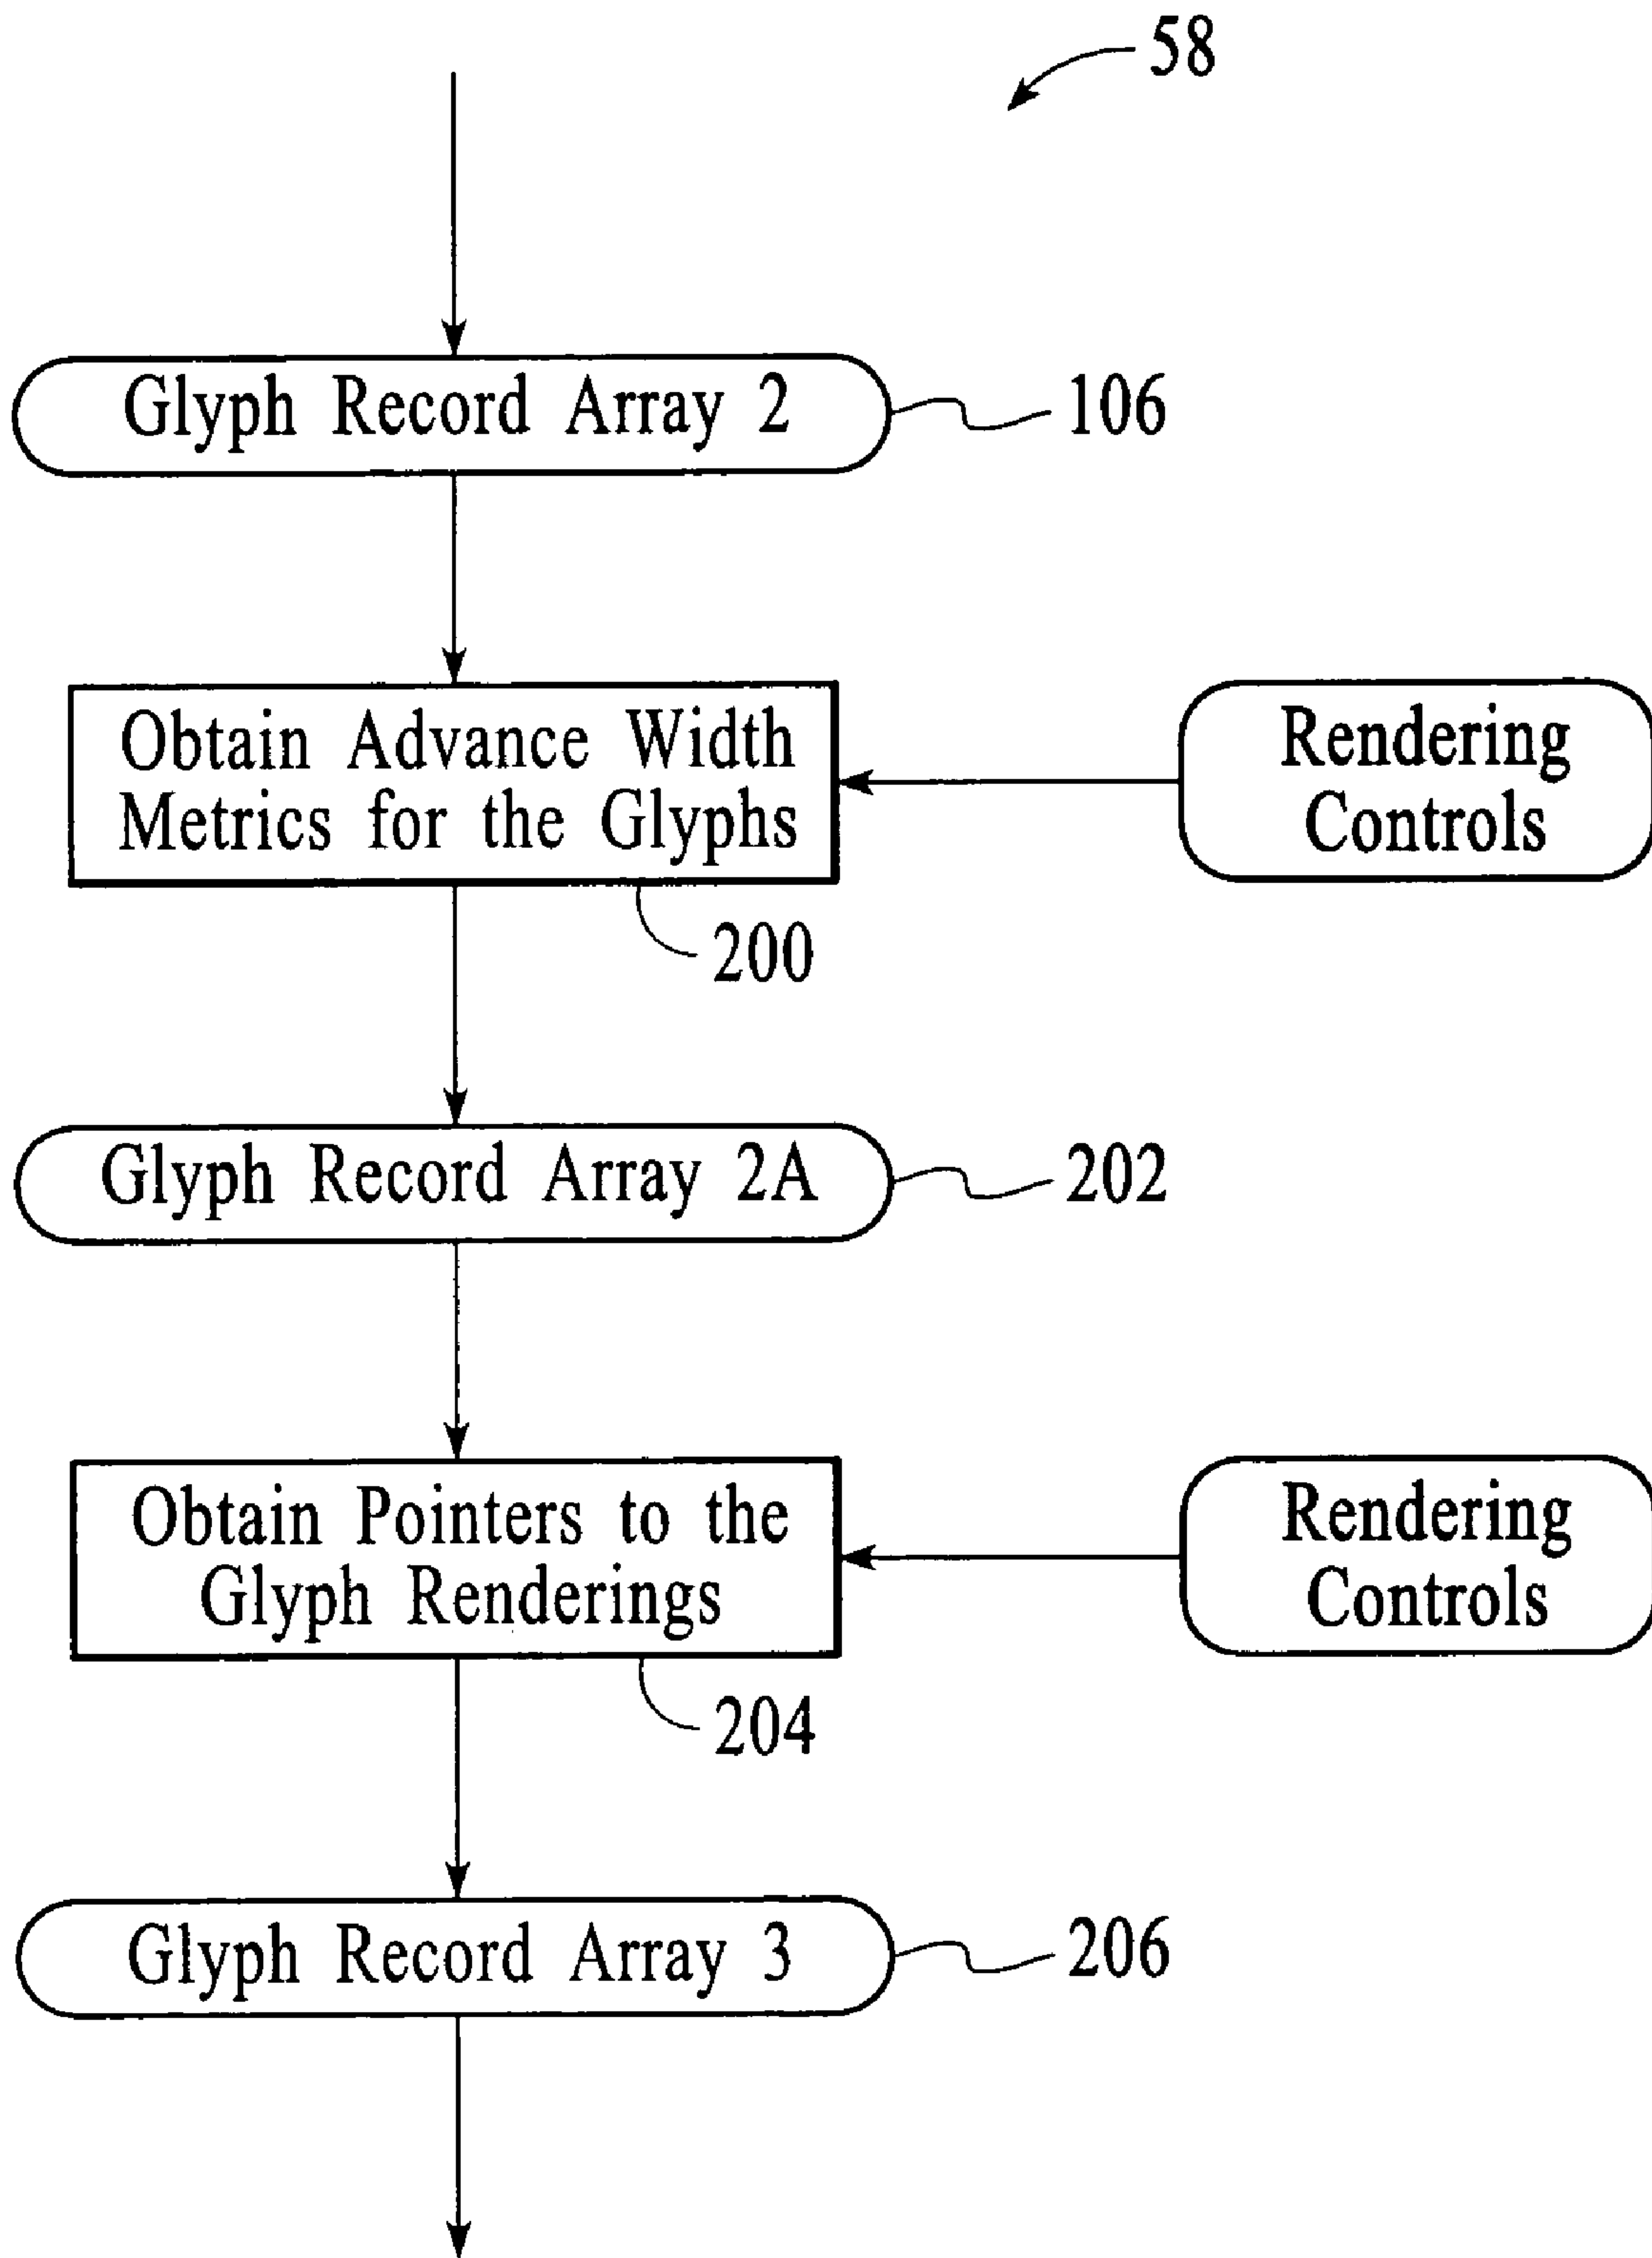 58
Glyph Record Array 2
106
Obtain Advance Width
Metrics for the Glyphs
Rendering
Controls
200
Glyph Record Array 2A
202
Obtain Pointers to the
Glyph Renderings
Rendering
Controls
204
Glyph Record Array 3
206